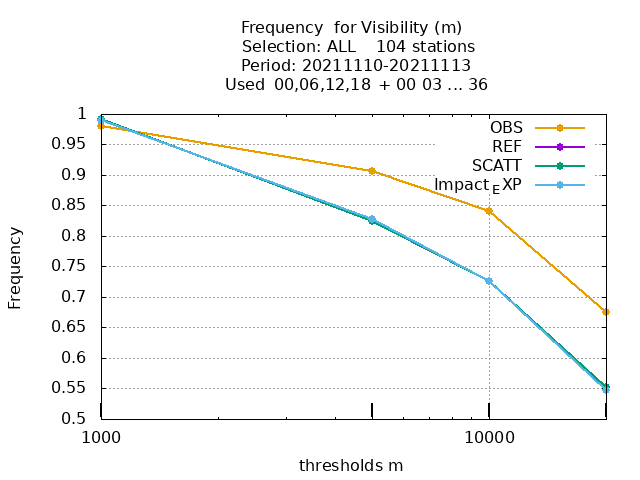 Frequency  for Visibility (m)
Selection: ALL    104 stations
Period: 20211110-20211113
Used  00,06,12,18  + 00 03 ... 36
OBS
REF
SCATT
Impact_EXP
1
0.95
0.9
0.85
0.8
0.75
0.7
0.65
0.6
0.55
0.5
Frequency
1000
10000
thresholds m